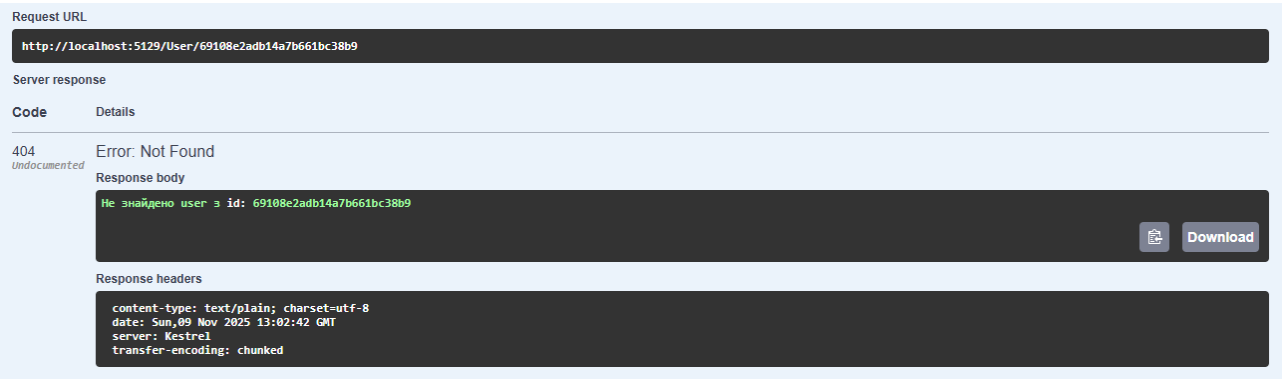 Request URL
http://localhost:5129/User/69108e2adb14a7b661bc38b9
Server response
Code Details
404 Error: Not Found
Undocumented
Response body
Не знайдено user з id: 69108e2adb14a7b661bc38b9
Download
Response headers
content-type: text/plain; charset=utf-8
date: Sun,09 Nov 2025 13:02:42 GMT
server: Kestrel
transfer-encoding: chunked